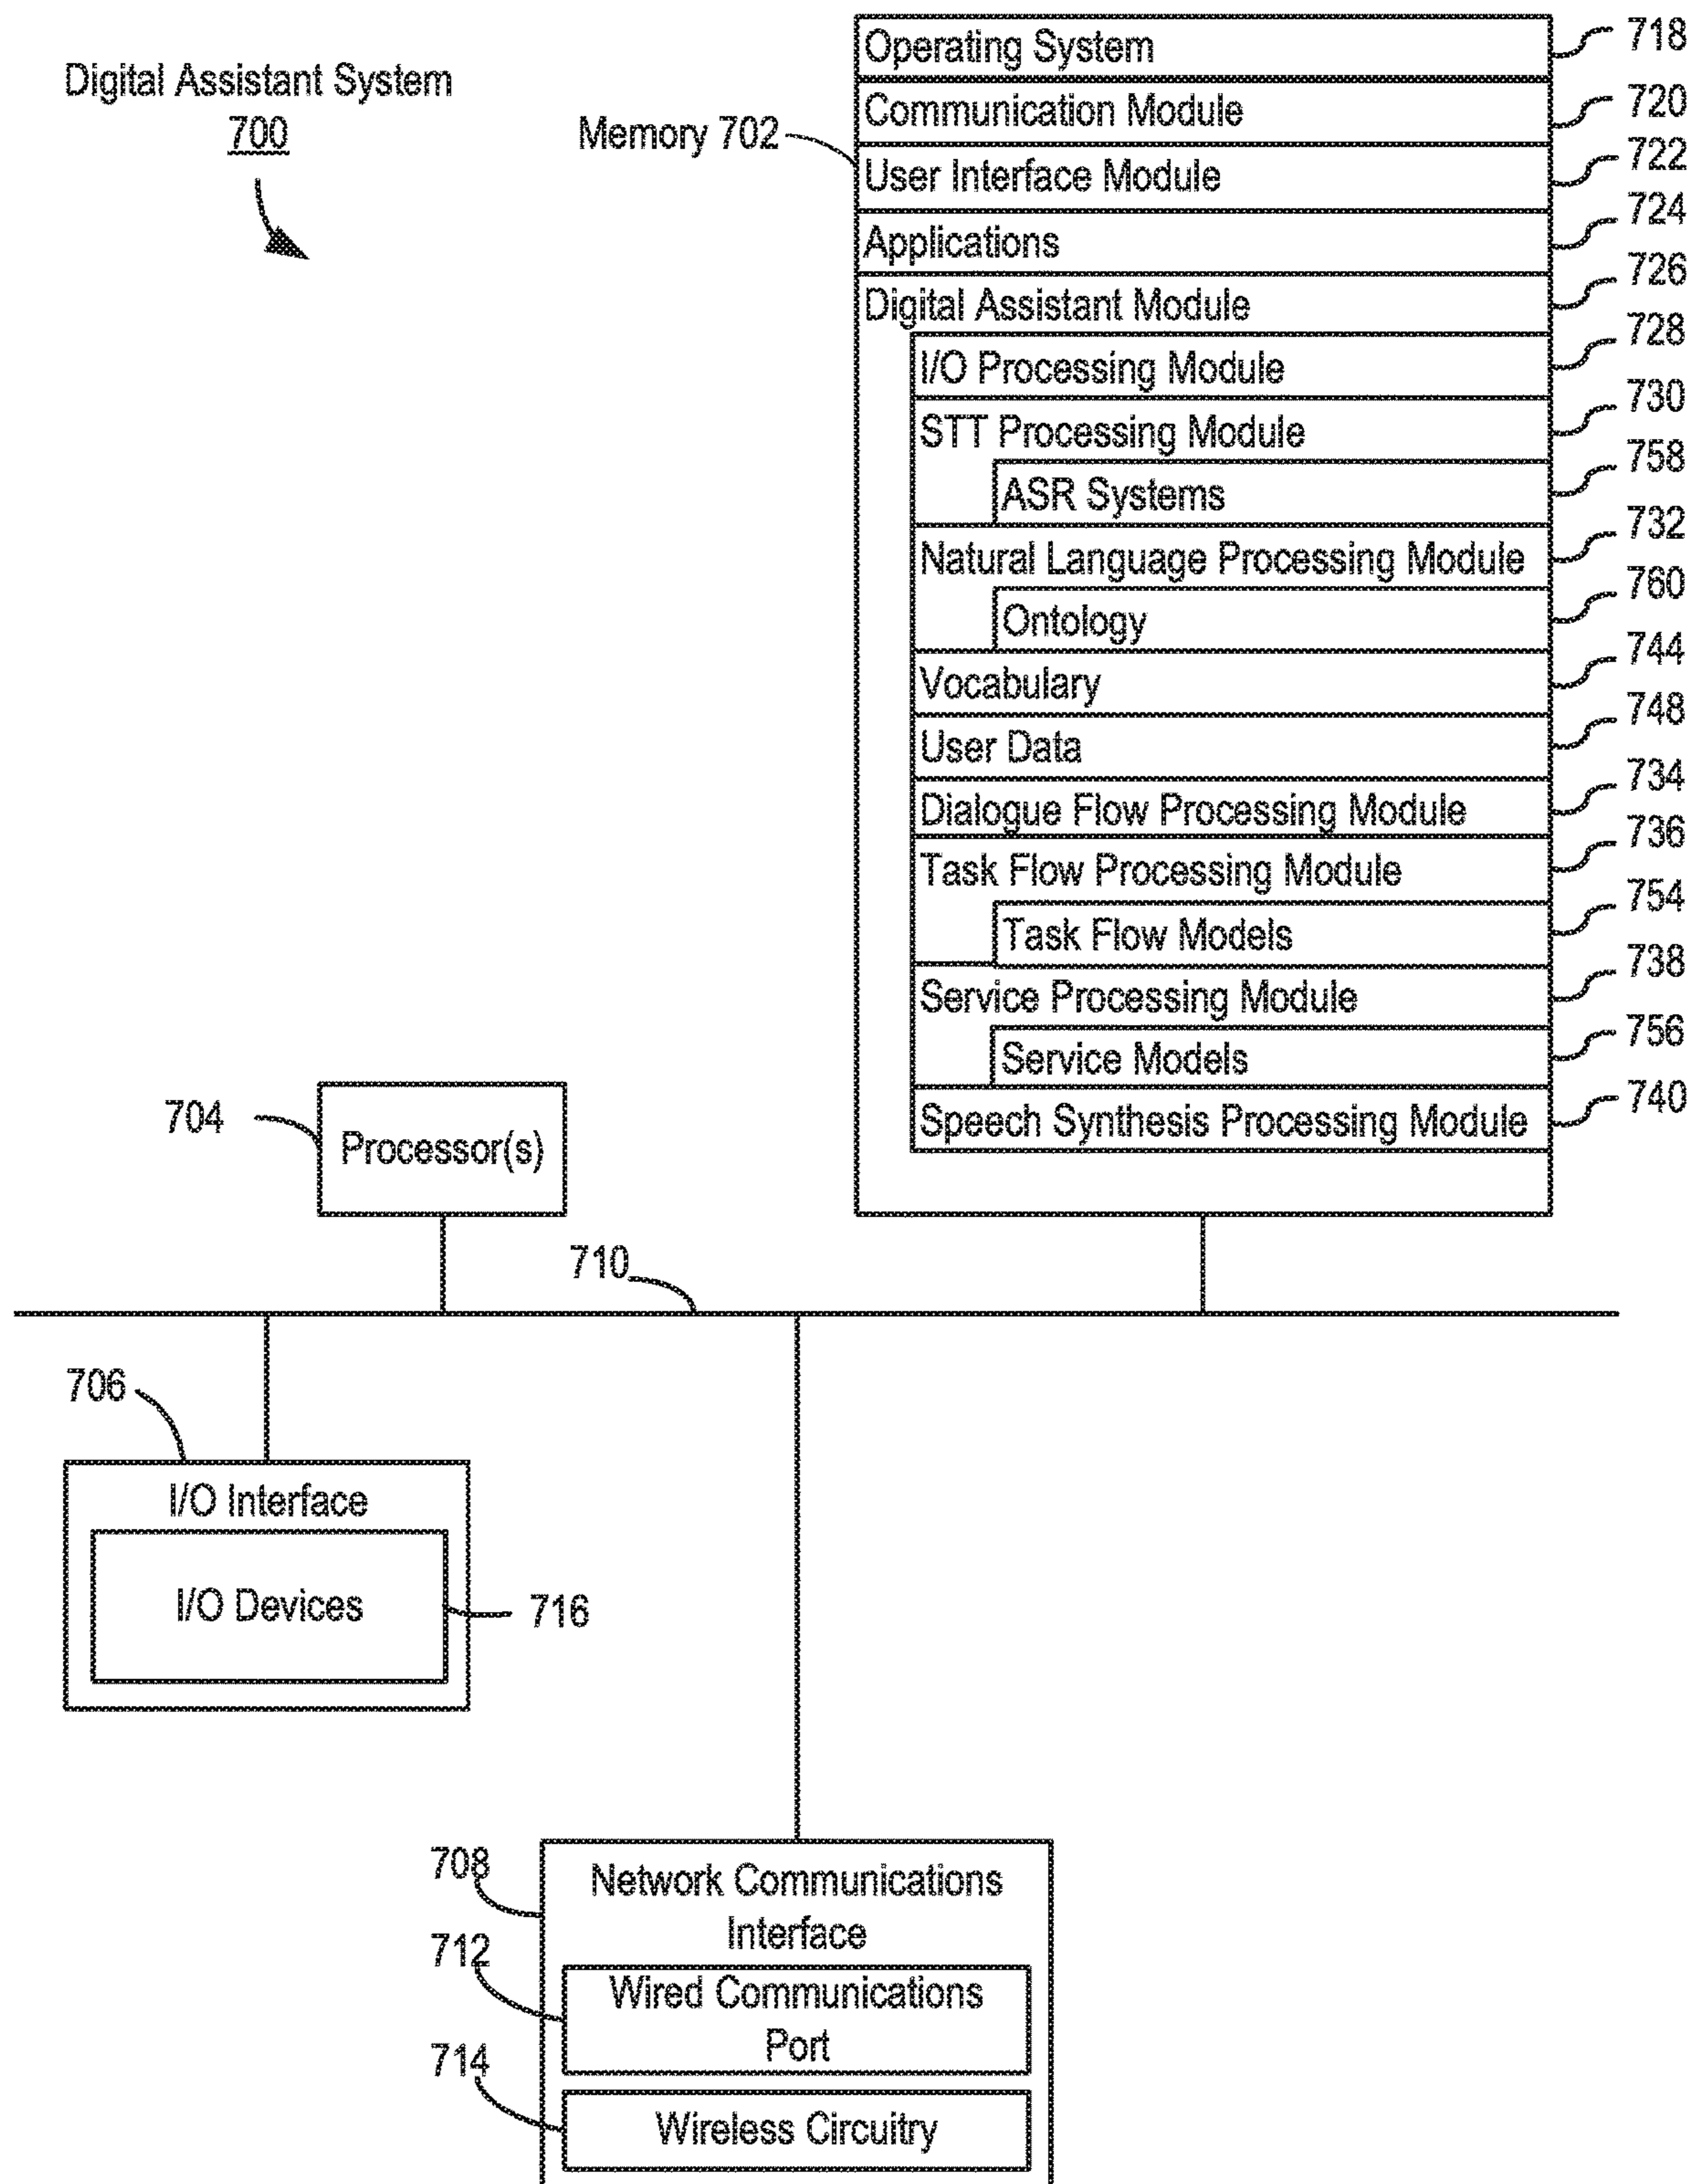 Digital Assistant System
700
Memory 702
Operating System 718
Communication Module 720
User Interface Module 722
Applications 724
Digital Assistant Module 726
I/O Processing Module 728
STT Processing Module 730
ASR Systems 758
Natural Language Processing Module 732
Ontology 760
Vocabulary 744
User Data 748
Dialogue Flow Processing Module 734
Task Flow Processing Module 736
Task Flow Models 754
Service Processing Module 738
Service Models 756
Speech Synthesis Processing Module 740
704
Processor(s)
710
706
I/O Interface
I/O Devices
716
708
Network Communications
Interface
712
Wired Communications
Port
714
Wireless Circuitry